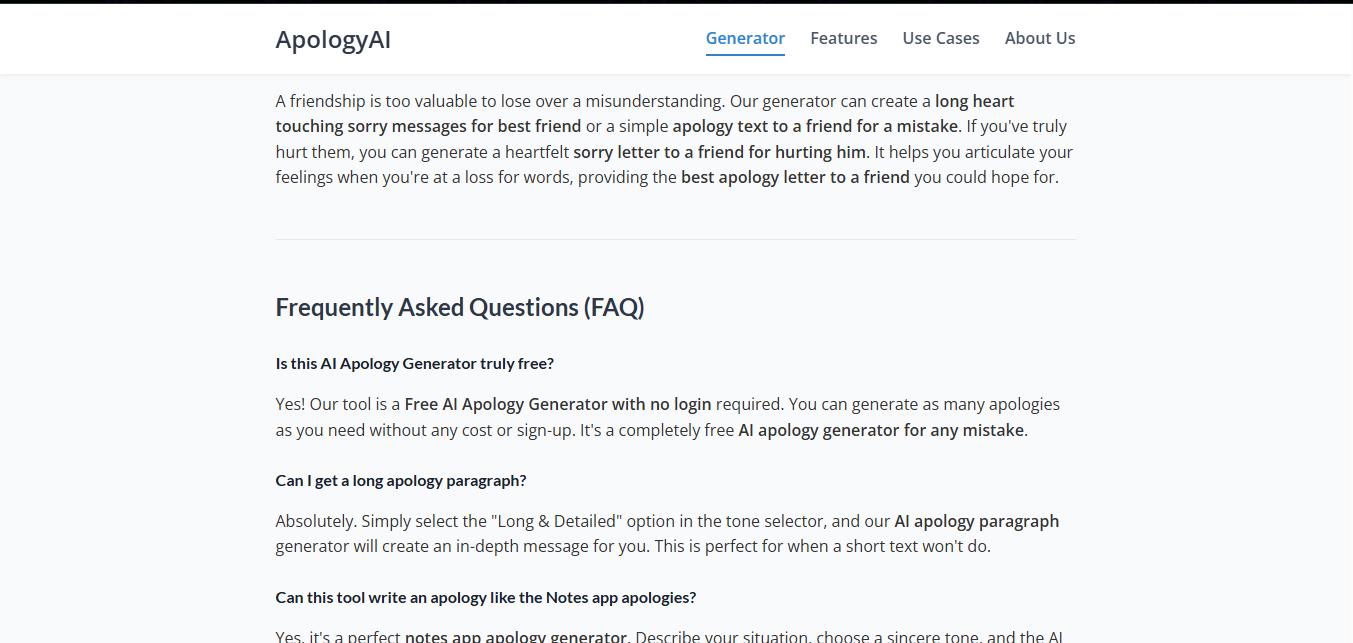 ApologyAI
Generator Features Use Cases About Us
A friendship is too valuable to lose over a misunderstanding. Our generator can create a long heart
touching sorry messages for best friend or a simple apology text to a friend for a mistake. If you've truly
hurt them, you can generate a heartfelt sorry letter to a friend for hurting him. It helps you articulate your
feelings when you're at a loss for words, providing the best apology letter to a friend you could hope for.
Frequently Asked Questions (FAQ)
Is this AI Apology Generator truly free?
Yes! Our tool is a Free AI Apology Generator with no login required. You can generate as many apologies
as you need without any cost or sign-up. It's a completely free AI apology generator for any mistake.
Can I get a long apology paragraph?
Absolutely. Simply select the "Long & Detailed" option in the tone selector, and our AI apology paragraph
generator will create an in-depth message for you. This is perfect for when a short text won't do.
Can this tool write an apology like the Notes app apologies?
Yes, it's a perfect notes app apology generator. Describe your situation, choose a sincere tone, and the AI